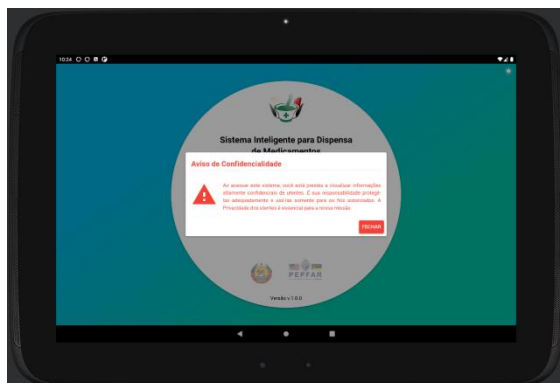 10:24
Sistema Inteligente para Dispensa
de Medicamentos
Aviso de Confidencialidade
Ao acessar este sistema, você está prestes a visualizar informações
altamente confidenciais de utentes. É sua responsabilidade protegê-
las adequadamente e usá-las somente para os fins autorizados. A
Privacidade dos utentes é essencial para a nossa missão.
FECHAR
PEPFAR
Versão v.1.6.0